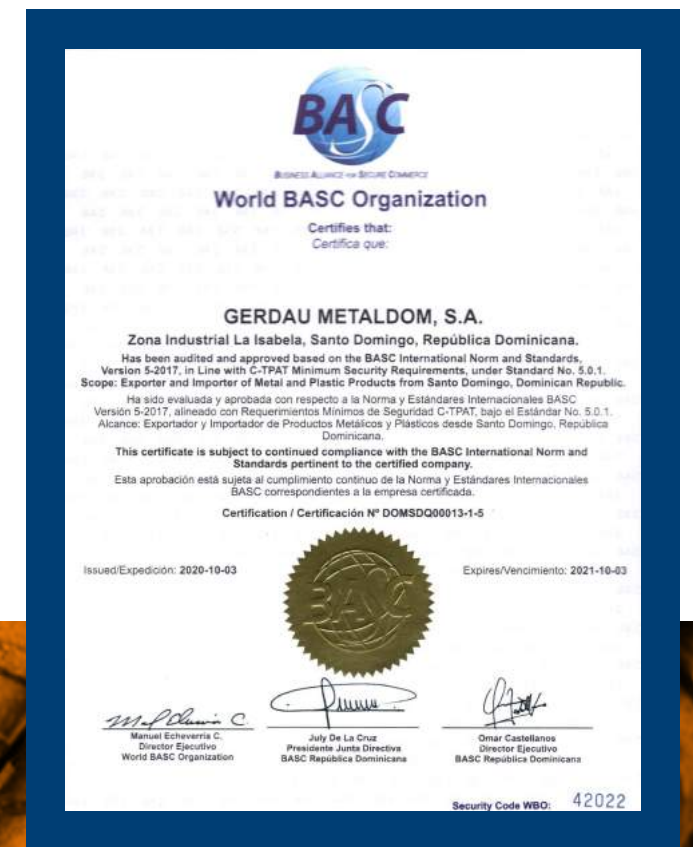 BASC
BUSINESS ALLIANCE FOR SECURE COMMERCE
World BASC Organization
Certifies that:
Certifica que:
GERDAU METALDOM, S.A.
Zona Industrial La Isabela, Santo Domingo, República Dominicana.
Has been audited and approved based on the BASC International Norm and Standards,
Version 5-2017, in Line with C-TPAT Minimum Security Requirements, under Standard No. 5.0.1.
Scope: Exporter and Importer of Metal and Plastic Products from Santo Domingo, Dominican Republic.
Ha sido evaluada y aprobada con respecto a la Norma y Estándares Internacionales BASC
Versión 5-2017, alineado con Requerimientos Mínimos de Seguridad C-TPAT, bajo el Estándar No. 5.0.1.
Alcance: Exportador y Importador de Productos Metálicos y Plásticos desde Santo Domingo, República
Dominicana.
This certificate is subject to continued compliance with the BASC International Norm and
Standards pertinent to the certified company.
Esta aprobación está sujeta al cumplimiento continuo de la Norma y Estándares Internacionales
BASC correspondientes a la empresa certificada.
Certification / Certificación Nº DOMSDQ00013-1-5
Issued/Expedición: 2020-10-03
Expires/Vencimiento: 2021-10-03
BASC
Manuel Echeverria C.
Director Ejecutivo
World BASC Organization
July De La Cruz
Presidente Junta Directiva
BASC República Dominicana
Omar Castellanos
Director Ejecutivo
BASC República Dominicana
Security Code WBO: 42022